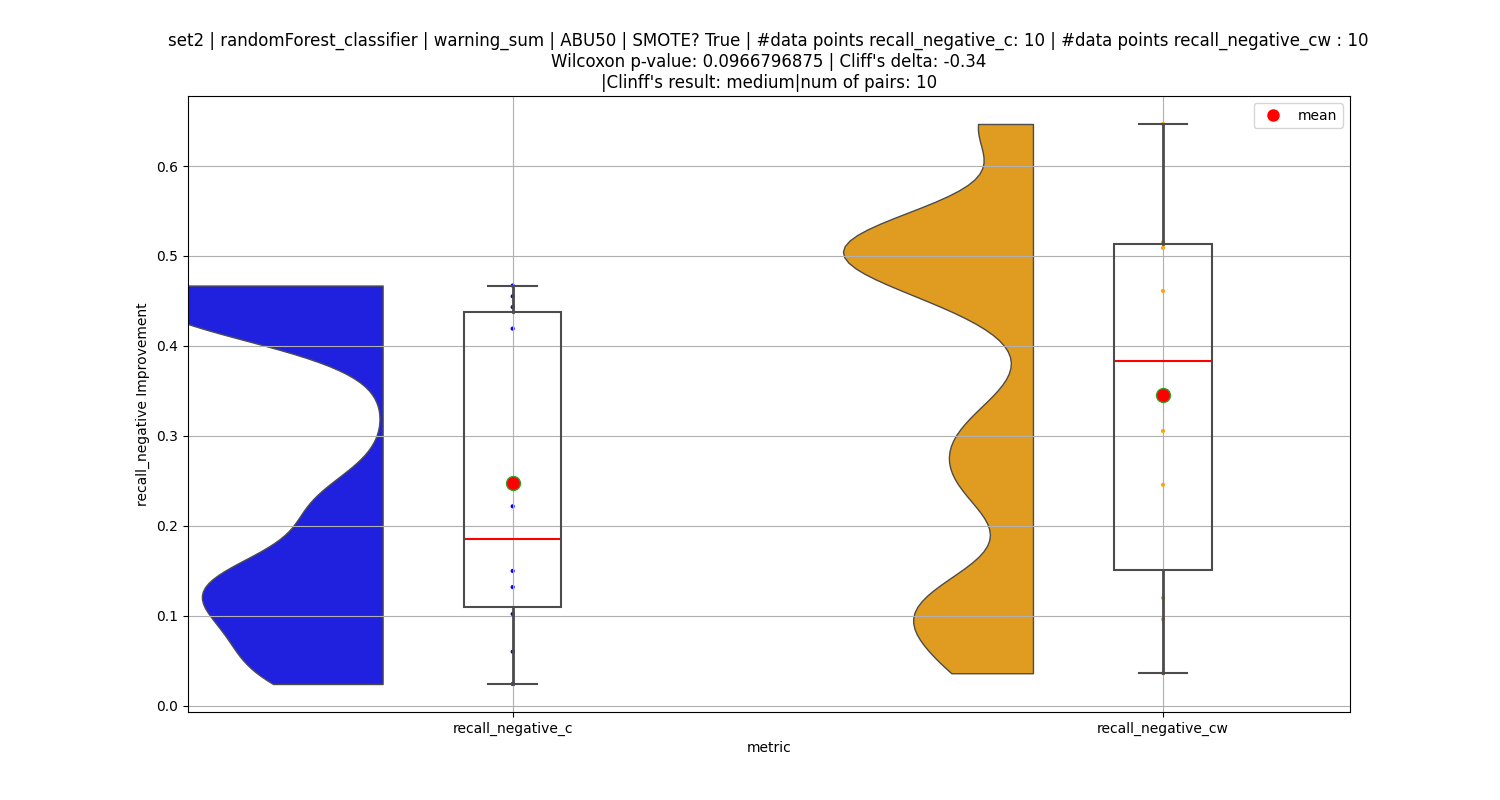 set2 | randomForest_classifier | warning_sum | ABU50 | SMOTE? True | #data points recall_negative_c: 10 | #data points recall_negative_cw : 10
Wilcoxon p-value: 0.0966796875 | Cliff's delta: -0.34
|Clinff's result: medium|num of pairs: 10
mean
0.6
0.5
0.4
0.3
0.2
0.1
0.0
recall_negative Improvement
recall_negative_c
recall_negative_cw
metric